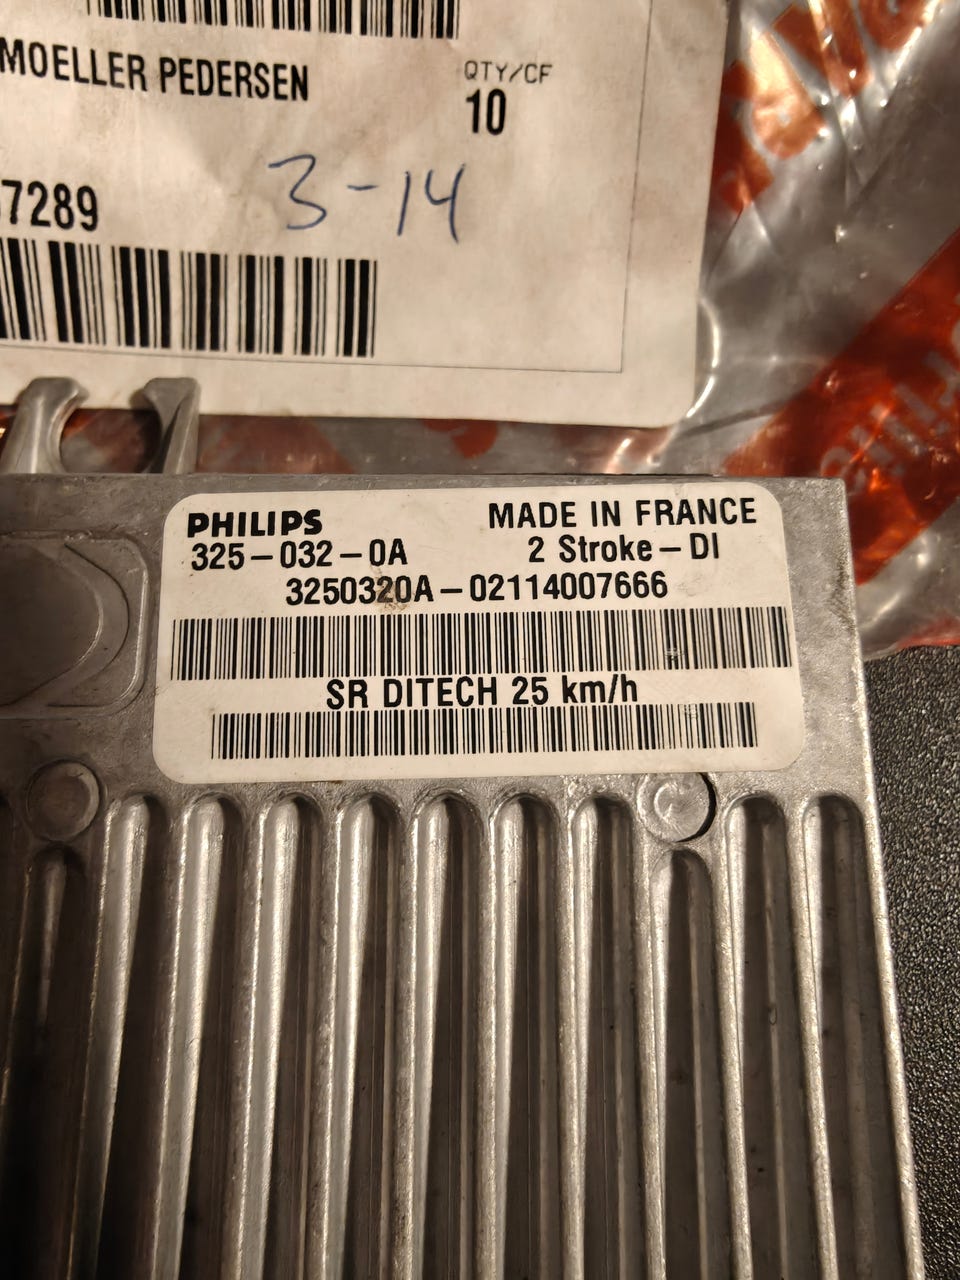 MOELLER PEDERSEN
QTY/CF
10
3-14
7289
PHILIPS
MADE IN FRANCE
325-032-0A
2 Stroke-DI
3250320A-02114007666
SR DITECH 25 km/h